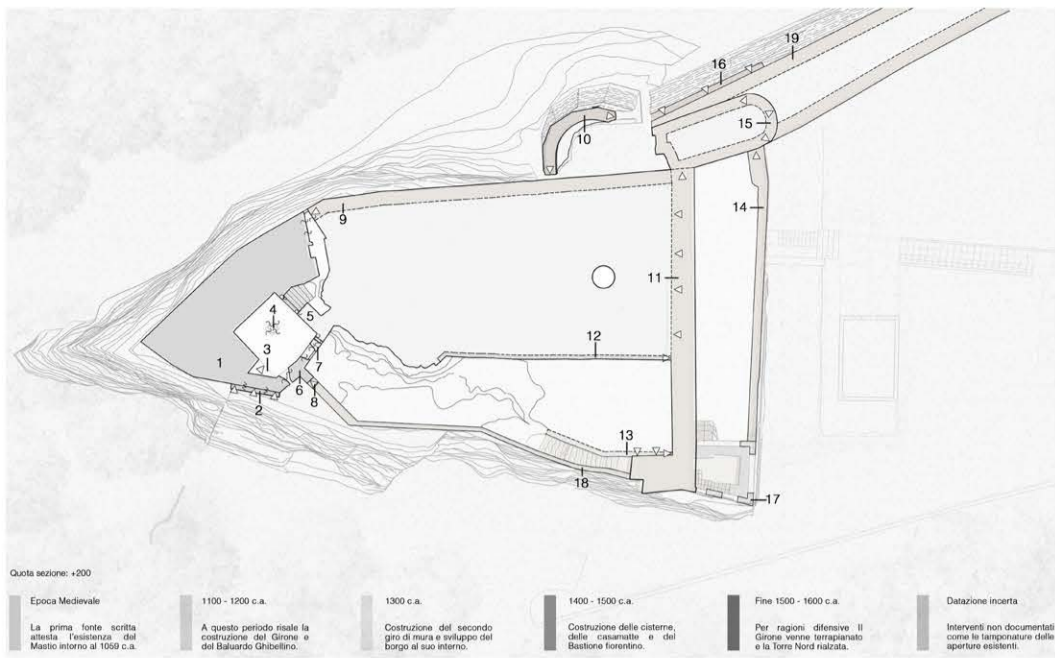 19
16
15
10
14
9
11
4
5
3
12
7
1
6
8
2
13
18
17
Quota sezione: +200
Epoca Medievale
La prima fonte scritta
attesta l'esistenza del
Mastio intorno al 1059 c.a.
1100 - 1200 c.a.
A questo periodo risale la
costruzione del Girone e
del Baluardo Ghibellino.
1300 c.a.
Costruzione del secondo
giro di mura e sviluppo del
borgo al suo interno.
1400 - 1500 c.a.
Costruzione delle cisterne,
delle casamatte e del
Bastione fiorentino.
Fine 1500 - 1600 c.a.
Per ragioni difensive Il
Girone venne terrapianato
e la Torre Nord rialzata.
Datazione incerta
Interventi non documentati
come le tamponature delle
aperture esistenti.